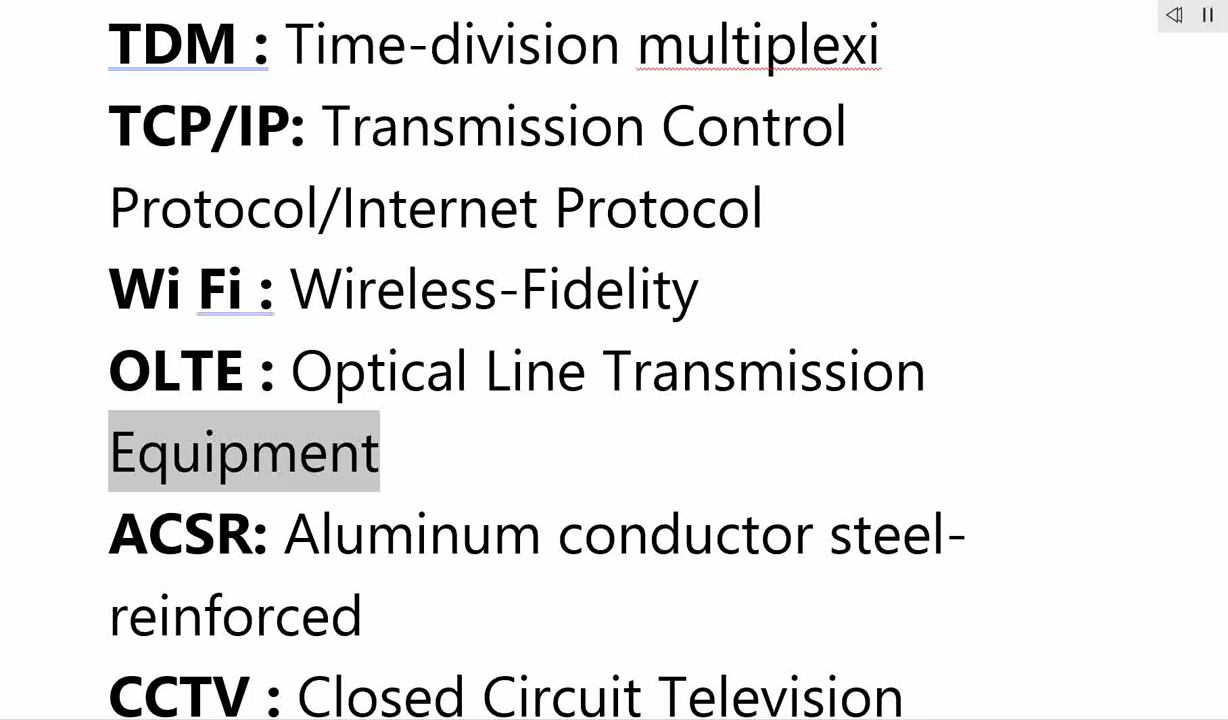 TDM : Time-division multiplexi
TCP/IP: Transmission Control
Protocol/Internet Protocol
Wi Fi : Wireless-Fidelity
OLTE : Optical Line Transmission
Equipment
ACSR: Aluminum conductor steel-
reinforced
CCTV : Closed Circuit Television